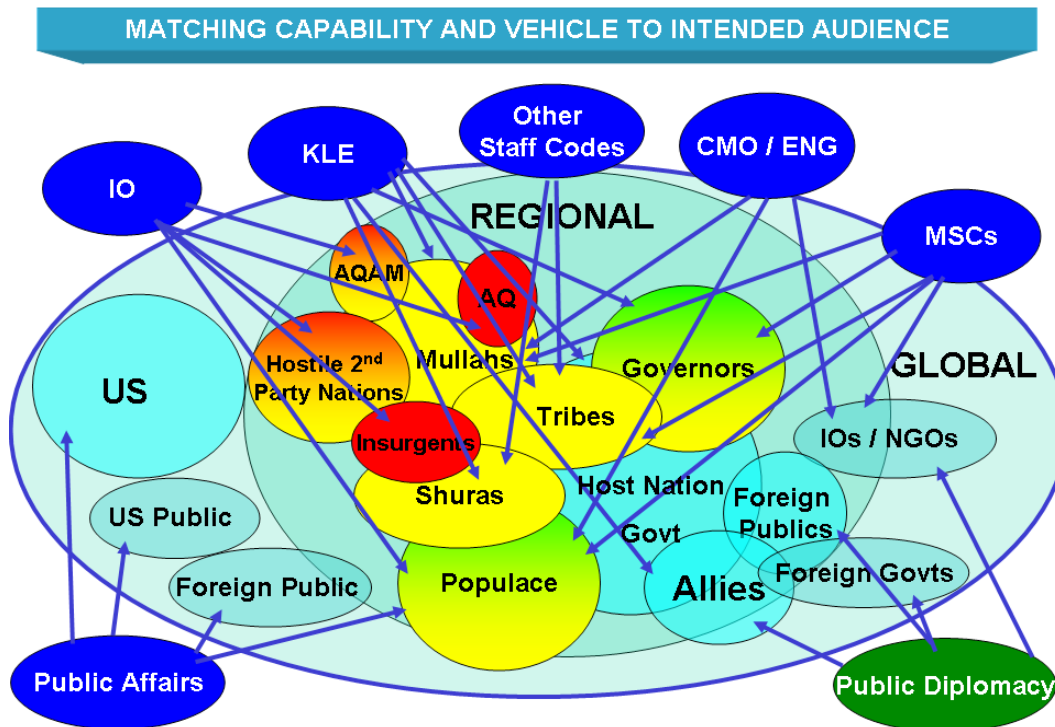 MATCHING CAPABILITY AND VEHICLE TO INTENDED AUDIENCE
Other
Staff Codes
KLE
CMO / ENG
IO
MSCs
REGIONAL
AQAM
AQ
Mullahs
Governors
GLOBAL
Hostile 2nd
Party Nations
US
Tribes
Insurgents
IOs / NGOs
Shuras
Host Nation
Govt
Foreign
Publics
US Public
Foreign Public
Populace
Allies
Foreign Govts
Public Affairs
Public Diplomacy